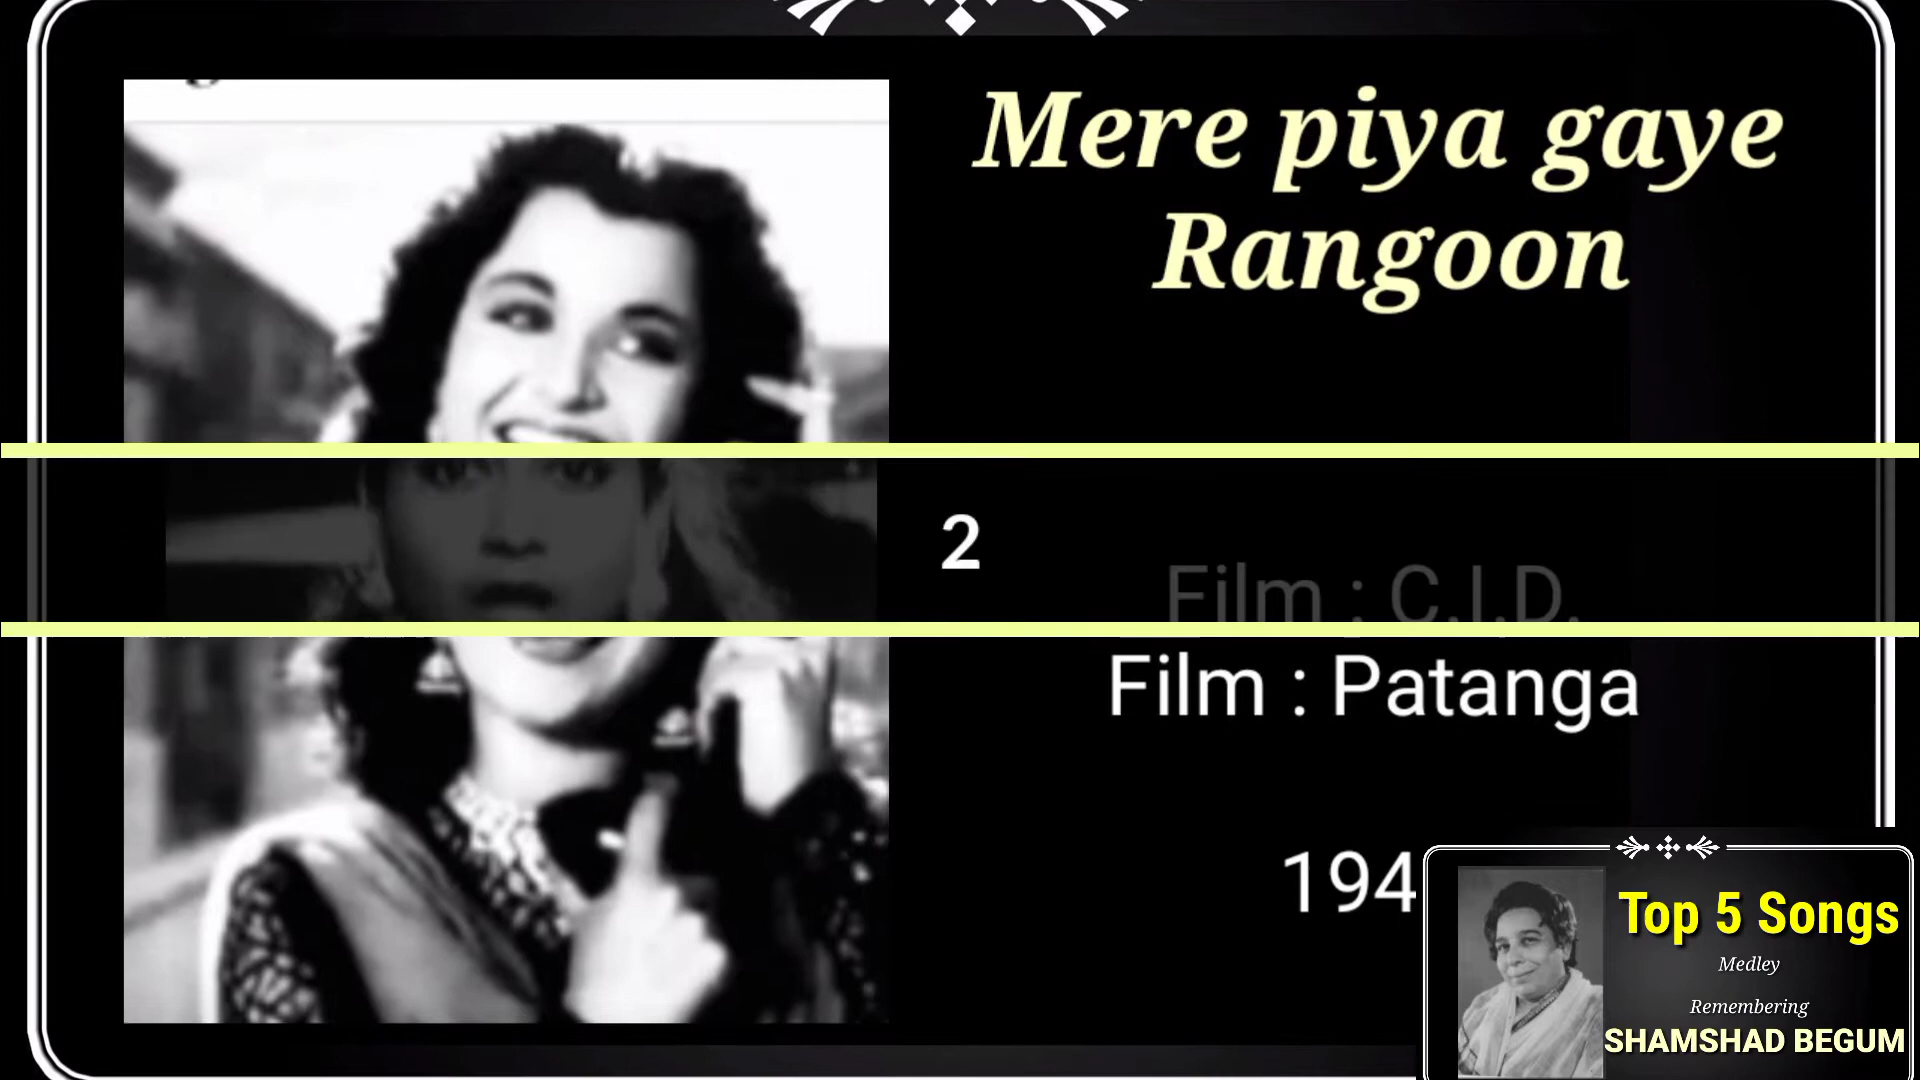 Mere piya gaye
Rangoon
2
Film : C.I.D.
Film : Patanga
194
Top 5 Songs
Medley
Remembering
SHAMSHAD BEGUM